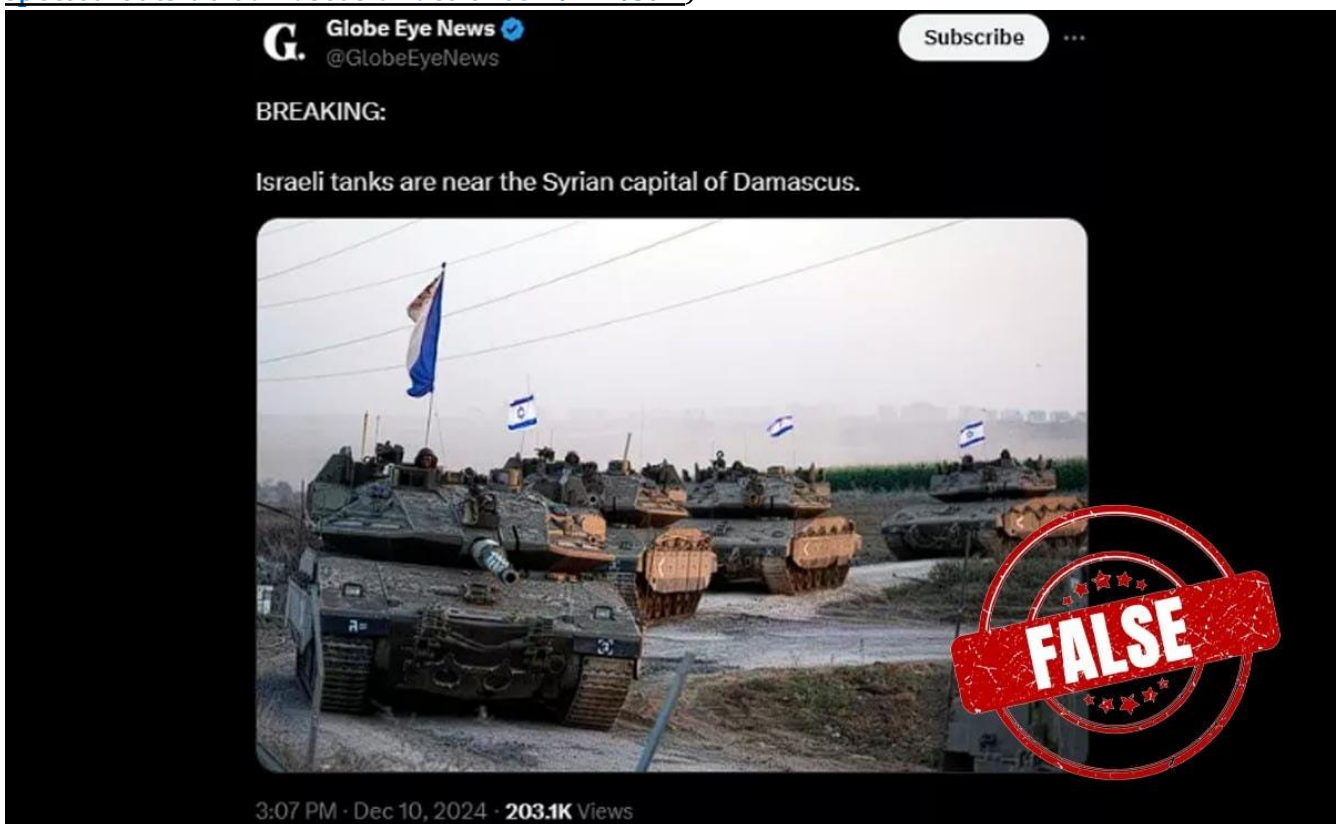 G.
Globe Eye News
@GlobeEyeNews
Subscribe
BREAKING:
Israeli tanks are near the Syrian capital of Damascus.
FALSE
3:07 PM · Dec 10, 2024 · 203.1K Views